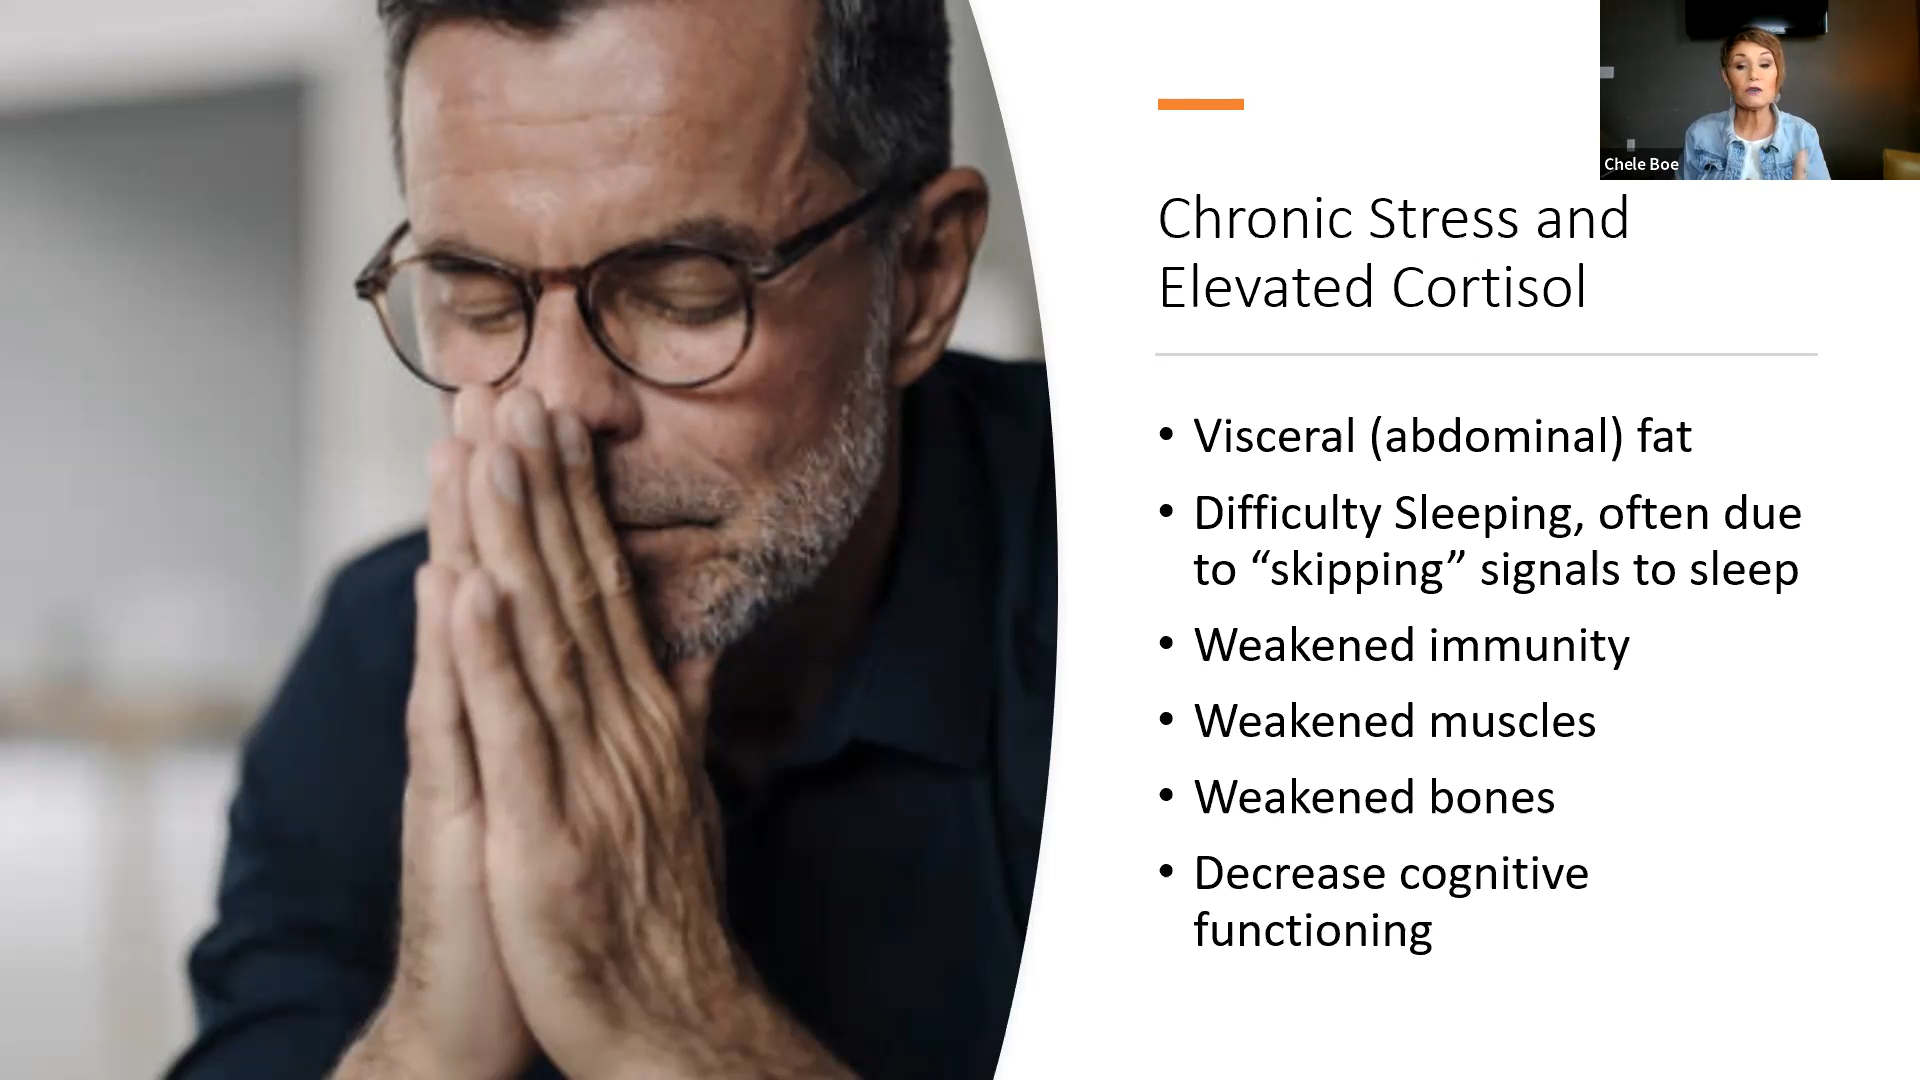 Chele Boe
Chronic Stress and
Elevated Cortisol
• Visceral (abdominal) fat
• Difficulty Sleeping, often due
to “skipping” signals to sleep
• Weakened immunity
• Weakened muscles
• Weakened bones
• Decrease cognitive
functioning